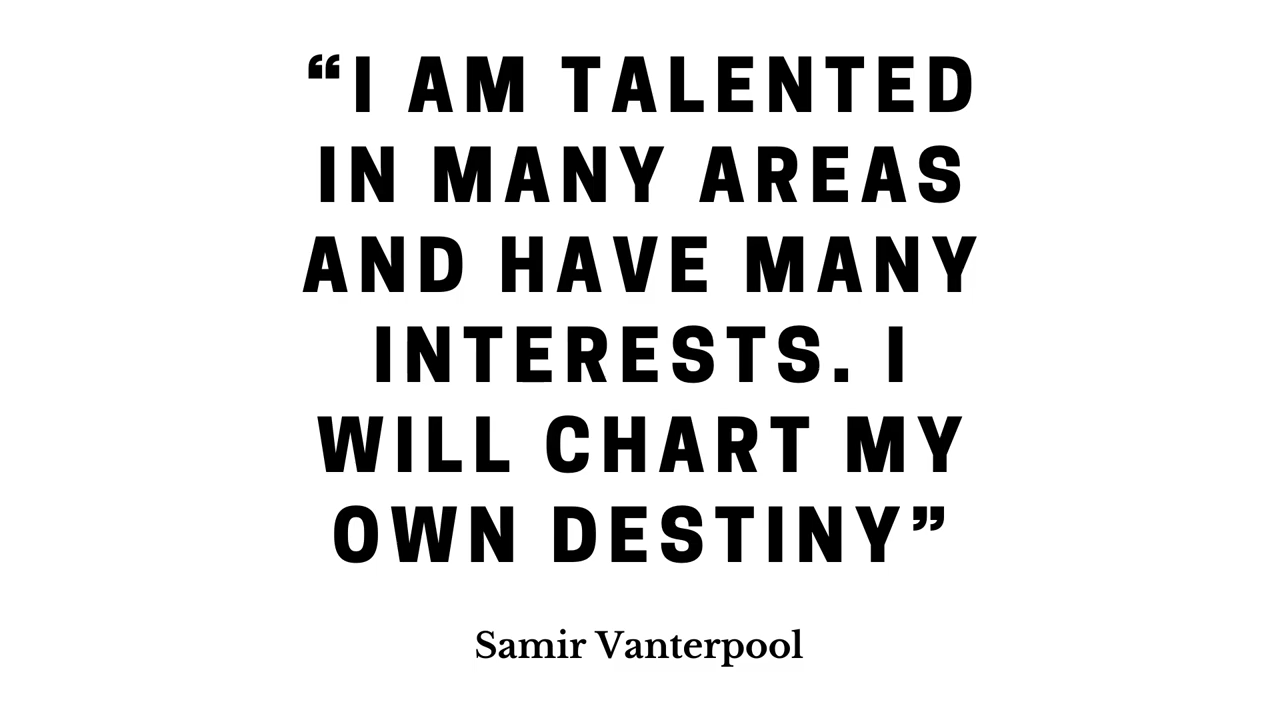 “I AM TALENTED
IN MANY AREAS
AND HAVE MANY
INTERESTS. I
WILL CHART MY
OWN DESTINY”
Samir Vanterpool